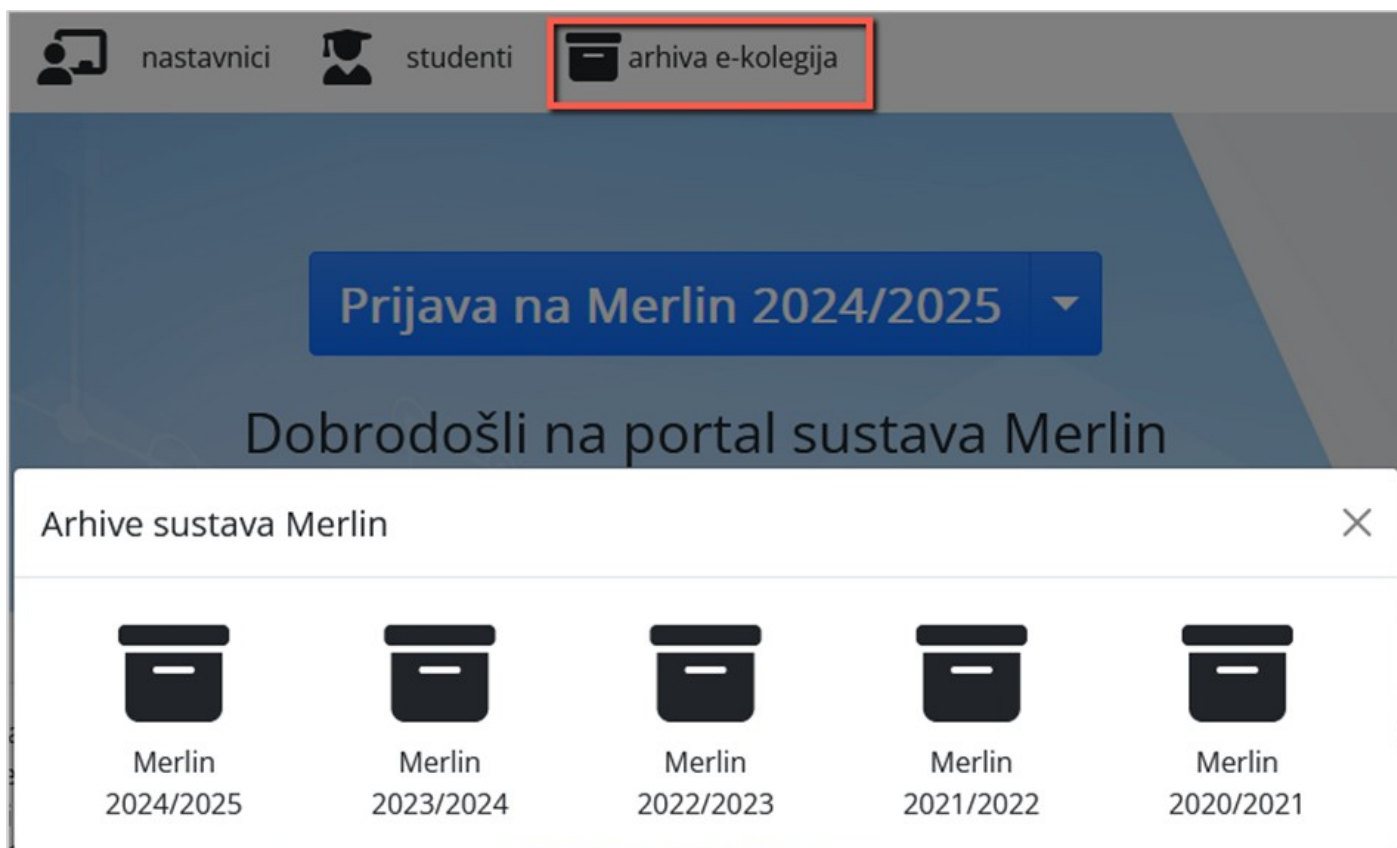 nastavnici studenti arhiva e-kolegija
Prijava na Merlin 2024/2025
Dobrodošli na portal sustava Merlin
Arhive sustava Merlin
Merlin Merlin Merlin Merlin Merlin
2024/2025 2023/2024 2022/2023 2021/2022 2020/2021